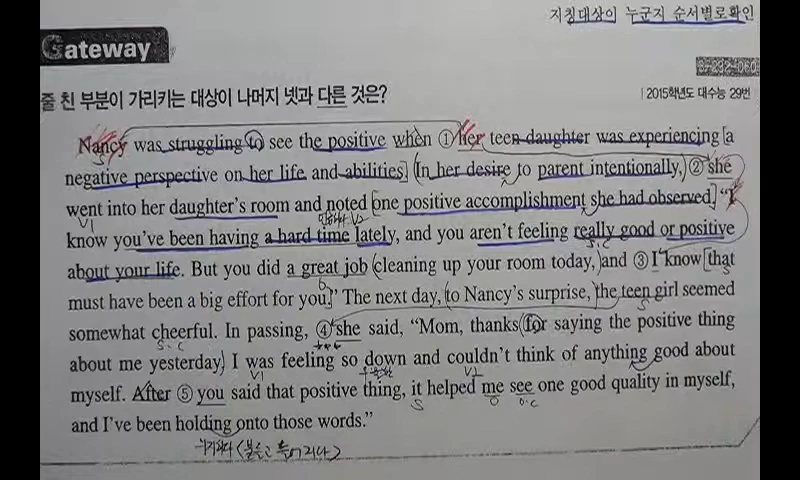 지칭대상이 누군지 순서별로확인
Gateway
줄 친 부분이 가리키는 대상이 나머지 넷과 다른 것은?
2015학년도 대수능 29번
Nancy was struggling to see the positive when ① her teen daughter was experiencing [a
negative perspective on her life and abilities.] (In her desire to parent intentionally,) ② she
went into her daughter's room and noted [one positive accomplishment she had observed.] "I
V1 V2
know you've been having a hard time lately, and you aren't feeling really good or positive
S.C
about your life. But you did a great job (cleaning up your room today,) and ③ I know [that
must have been a big effort for you.]" The next day, (to Nancy's surprise,) the teen girl seemed
somewhat cheerful. In passing, ④ she said, "Mom, thanks (for saying the positive thing
S.C
about me yesterday.) I was feeling so down and couldn't think of anything good about
V1 V2
myself. After ⑤ you said that positive thing, it helped me see one good quality in myself,
S O O.C
and I've been holding onto those words."